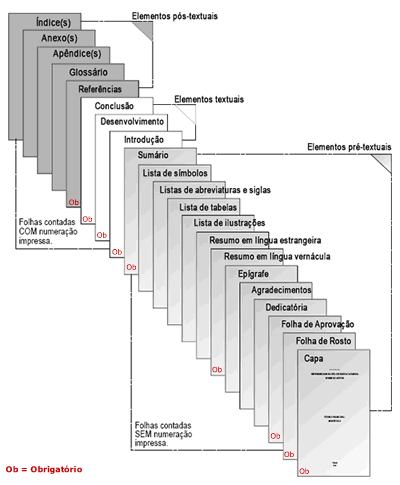 Elementos pós-textuais
Índice(s)
Anexo(s)
Apêndice(s)
Glossário
Referências
Elementos textuais
Conclusão
Desenvolvimento
Introdução
Elementos pré-textuais
Sumário
Lista de símbolos
Listas de abreviaturas e siglas
Lista de tabelas
Lista de ilustrações
Resumo em língua estrangeira
Resumo em língua vernácula
Epígrafe
Agradecimentos
Dedicatória
Folha de Aprovação
Folha de Rosto
Capa
Ob
Ob
Ob
Ob
Ob
Ob
Ob
Ob
Ob
Ob
Folhas contadas
COM numeração
impressa.
Folhas contadas
SEM numeração
impressa.
Ob = Obrigatório